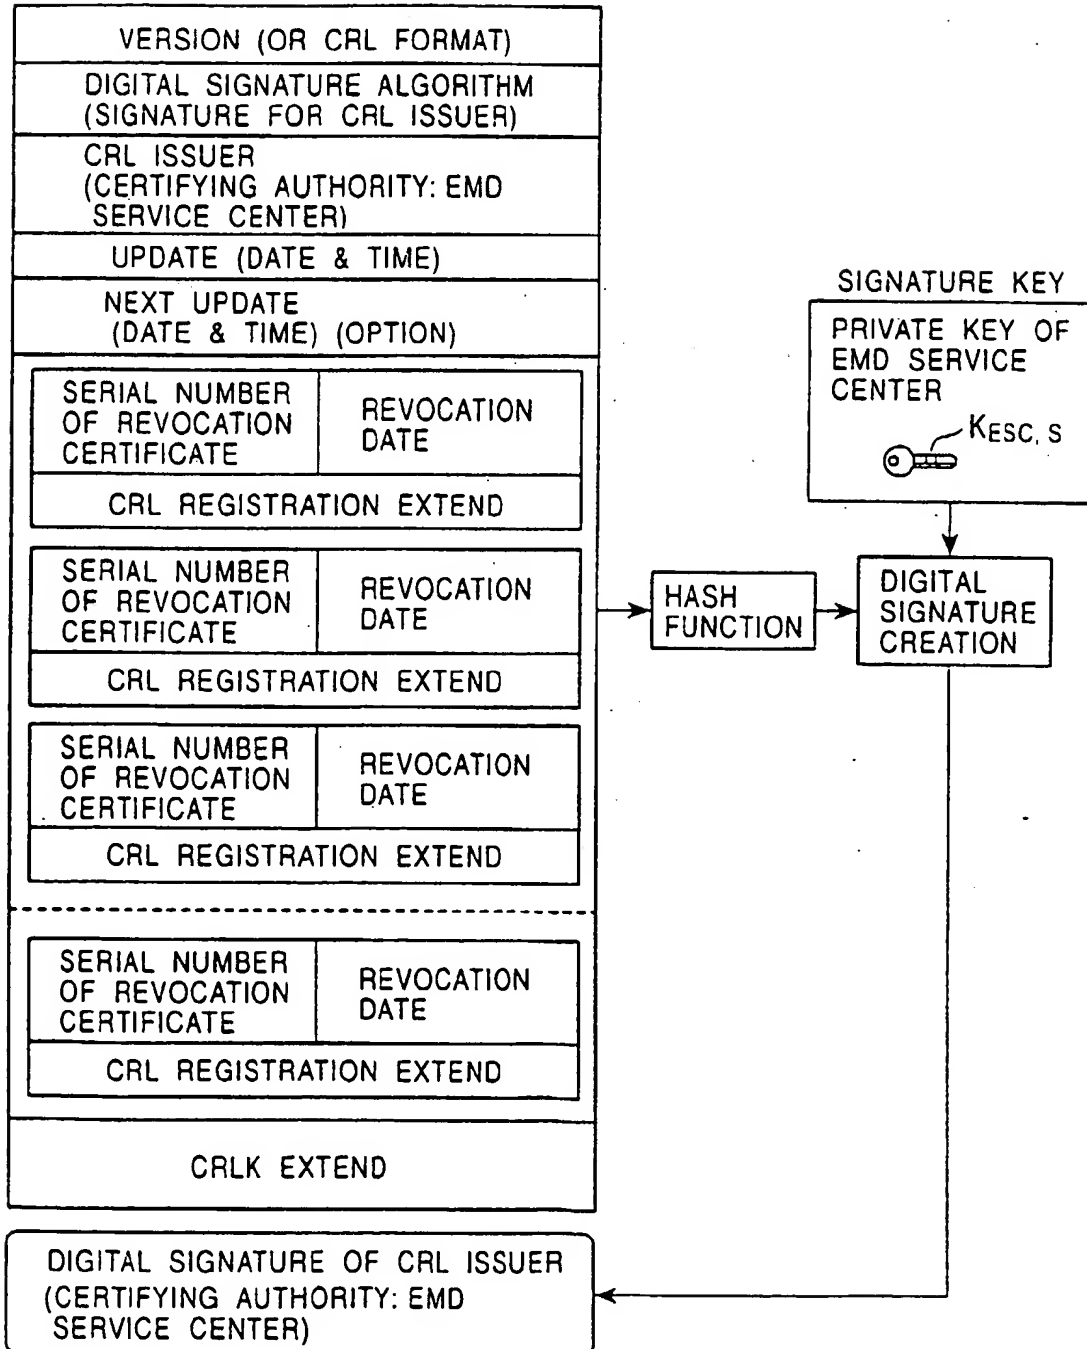 VERSION (OR CRL FORMAT)
DIGITAL SIGNATURE ALGORITHM
(SIGNATURE FOR CRL ISSUER)
CRL ISSUER
(CERTIFYING AUTHORITY: EMD
SERVICE CENTER)
UPDATE (DATE & TIME)
NEXT UPDATE
(DATE & TIME) (OPTION)
SERIAL NUMBER
OF REVOCATION
CERTIFICATE
REVOCATION
DATE
CRL REGISTRATION EXTEND
SERIAL NUMBER
OF REVOCATION
CERTIFICATE
REVOCATION
DATE
CRL REGISTRATION EXTEND
SERIAL NUMBER
OF REVOCATION
CERTIFICATE
REVOCATION
DATE
CRL REGISTRATION EXTEND
SERIAL NUMBER
OF REVOCATION
CERTIFICATE
REVOCATION
DATE
CRL REGISTRATION EXTEND
CRLK EXTEND
DIGITAL SIGNATURE OF CRL ISSUER
(CERTIFYING AUTHORITY: EMD
SERVICE CENTER)
HASH
FUNCTION
SIGNATURE KEY
PRIVATE KEY OF
EMD SERVICE
CENTER
KESC, S
DIGITAL
SIGNATURE
CREATION